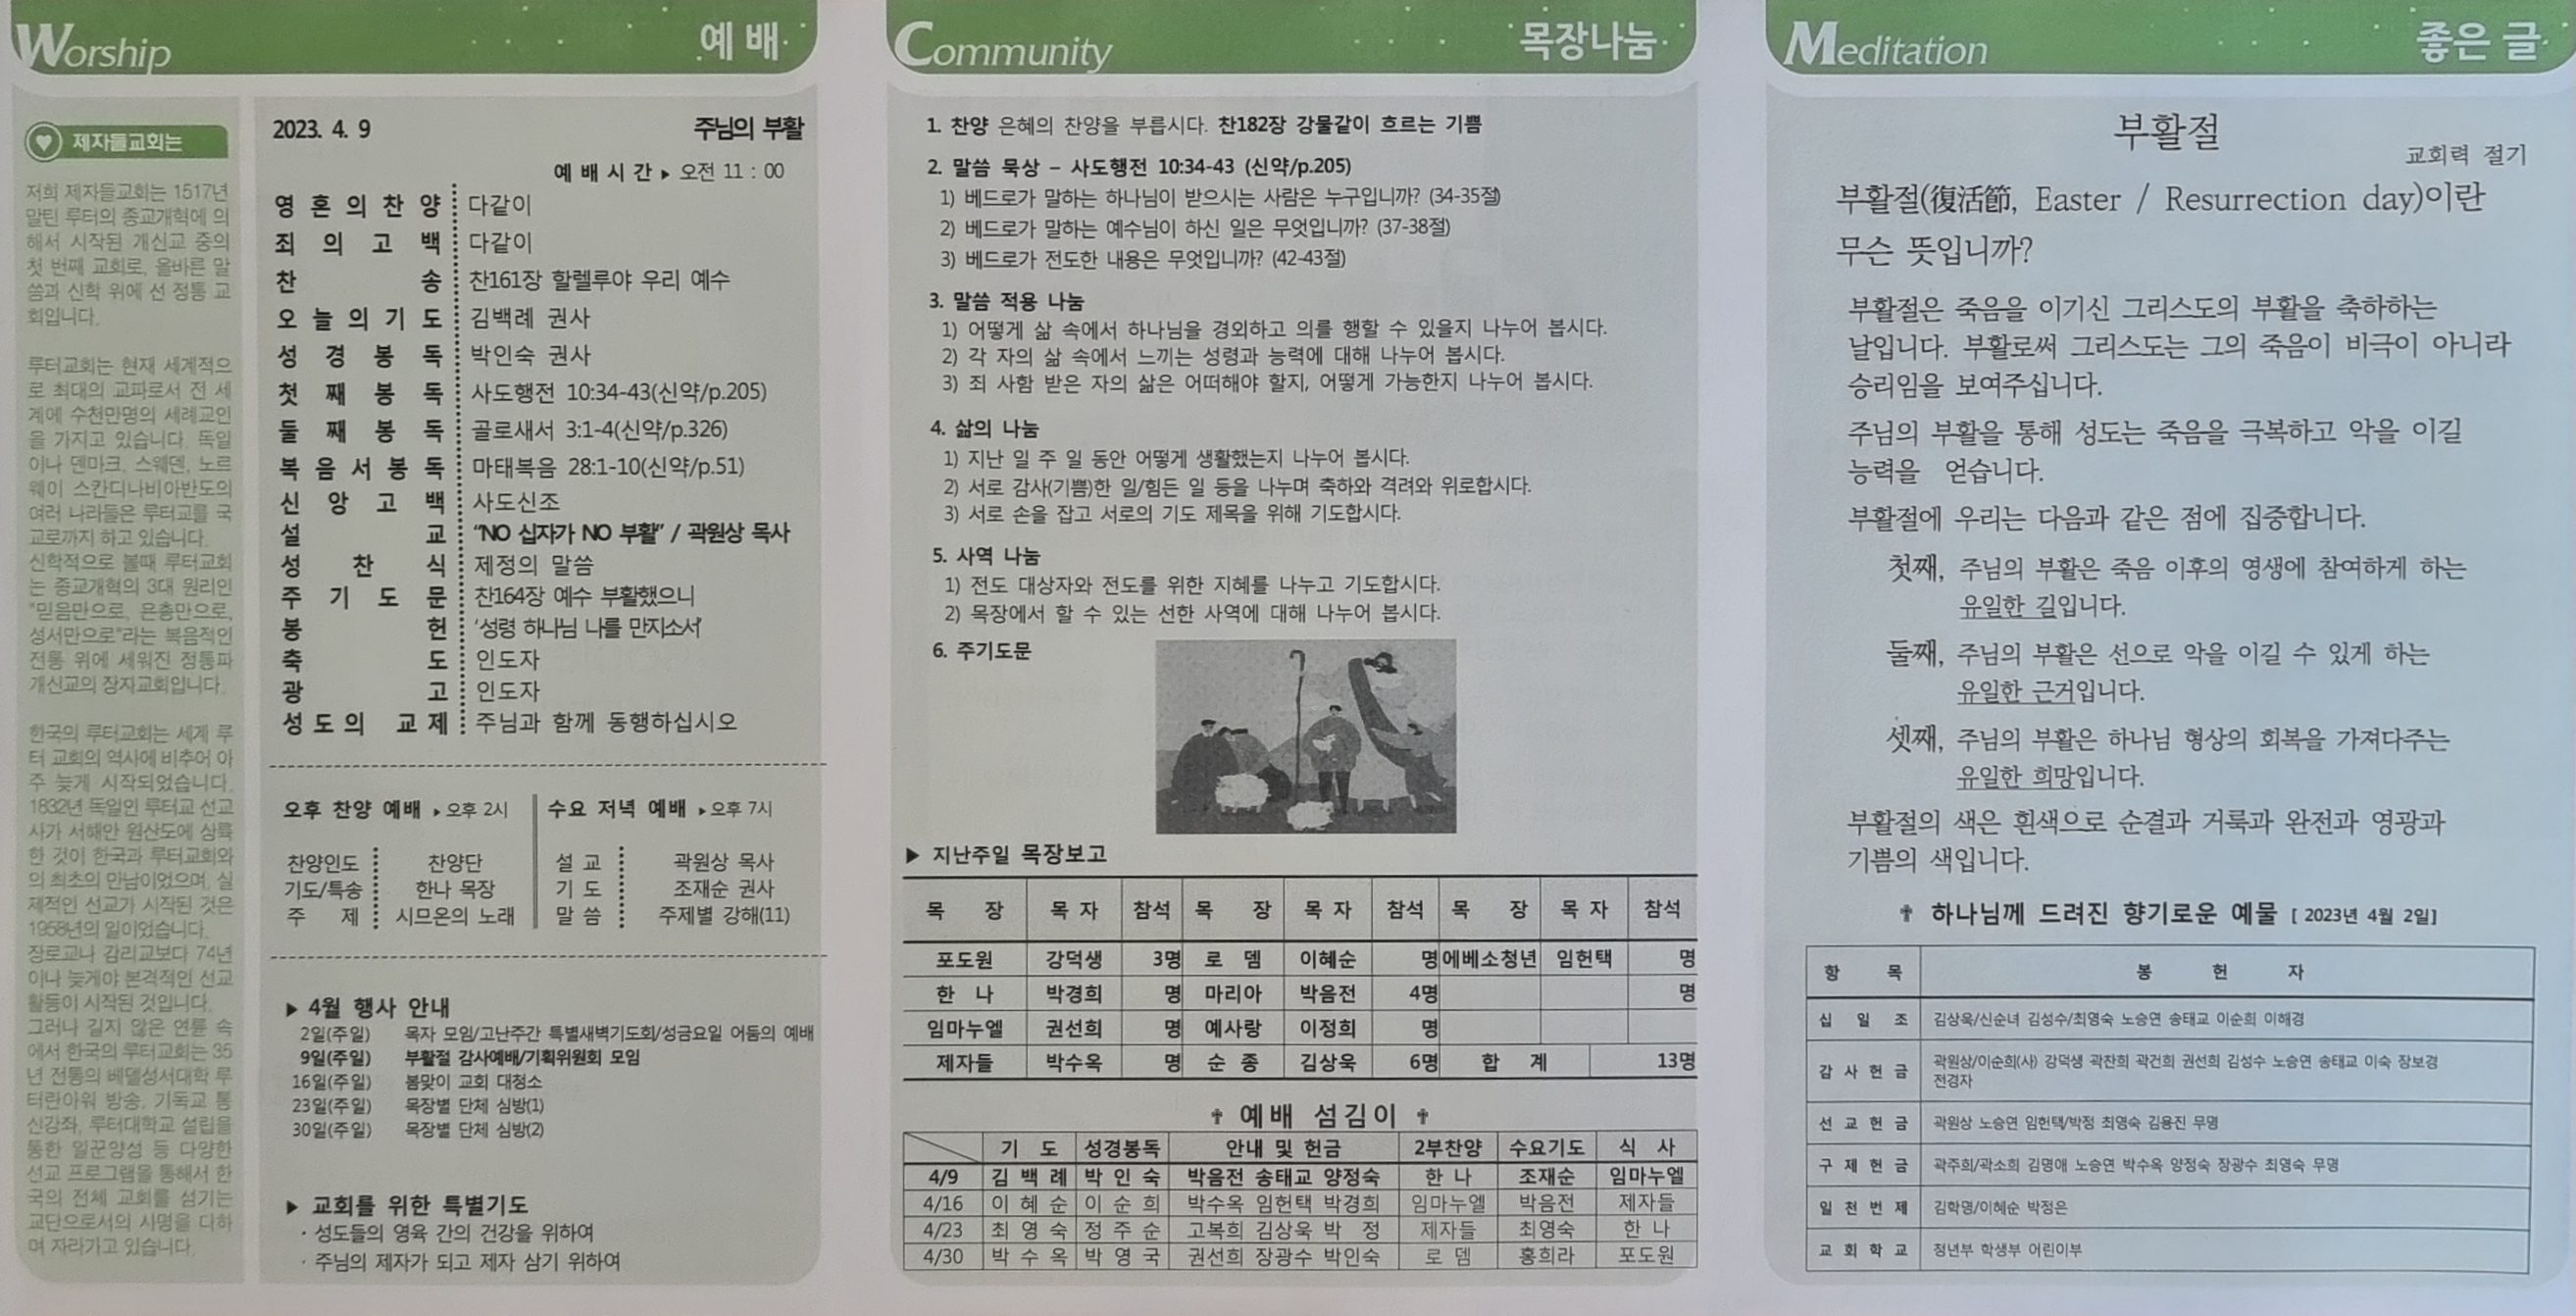 Worship 예 배
제자들교회는
저희 제자들교회는 1517년
말틴 루터의 종교개혁에 의
해서 시작된 개신교 중의
첫 번째 교회로, 올바른 말
씀과 신학 위에 선 정통 교
회입니다.
루터교회는 현재 세계적으
로 최대의 교파로서 전 세
계에 수천만명의 세례교인
을 가지고 있습니다. 독일
이나 덴마크, 스웨덴, 노르
웨이 스칸디나비아반도의
여러 나라들은 루터교를 국
교로까지 하고 있습니다.
신학적으로 볼때 루터교회
는 종교개혁의 3대 원리인
"믿음만으로, 은총만으로,
성서만으로"라는 복음적인
전통 위에 세워진 정통파
개신교의 장자교회입니다.
한국의 루터교회는 세계 루
터 교회의 역사에 비추어 아
주 늦게 시작되었습니다.
1832년 독일인 루터교 선교
사가 서해안 원산도에 상륙
한 것이 한국과 루터교회와
의 최초의 만남이었으며, 실
제적인 선교가 시작된 것은
1958년의 일이었습니다.
장로교나 감리교보다 74년
이나 늦게야 본격적인 선교
활동이 시작된 것입니다.
그러나 길지 않은 연륜 속
에서 한국의 루터교회는 35
년 전통의 베델성서대학 루
터란아워 방송, 기독교 통
신강좌, 루터대학교 설립을
통한 일꾼양성 등 다양한
선교 프로그램을 통해서 한
국의 전체 교회를 섬기는
교단으로서의 사명을 다하
며 자라가고 있습니다.
2023. 4. 9 주님의 부활
예 배 시 간 ▶ 오전 11 : 00
영 혼 의 찬 양 다같이
죄 의 고 백 다같이
찬 송 찬161장 할렐루야 우리 예수
오 늘 의 기 도 김백례 권사
성 경 봉 독 박인숙 권사
첫 째 봉 독 사도행전 10:34-43(신약/p.205)
둘 째 봉 독 골로새서 3:1-4(신약/p.326)
복 음 서 봉 독 마태복음 28:1-10(신약/p.51)
신 앙 고 백 사도신조
설 교 "NO 십자가 NO 부활" / 곽원상 목사
성 찬 식 제정의 말씀
주 기 도 문 찬164장 예수 부활했으니
봉 헌 '성령 하나님 나를 만지소서'
축 도 인도자
광 고 인도자
성 도 의 교 제 주님과 함께 동행하십시오
오후 찬양 예배 ▶ 오후 2시 수요 저녁 예배 ▶ 오후 7시
찬양인도 찬양단 설 교 곽원상 목사
기도/특송 한나 목장 기 도 조재순 권사
주 제 시므온의 노래 말 씀 주제별 강해(11)
▶ 4월 행사 안내
2일(주일) 목자 모임/고난주간 특별새벽기도회/성금요일 어둠의 예배
9일(주일) 부활절 감사예배/기획위원회 모임
16일(주일) 봄맞이 교회 대청소
23일(주일) 목장별 단체 심방(1)
30일(주일) 목장별 단체 심방(2)
▶ 교회를 위한 특별기도
· 성도들의 영육 간의 건강을 위하여
· 주님의 제자가 되고 제자 삼기 위하여
Community 목장나눔
1. 찬양 은혜의 찬양을 부릅시다. 찬182장 강물같이 흐르는 기쁨
2. 말씀 묵상 - 사도행전 10:34-43 (신약/p.205)
1) 베드로가 말하는 하나님이 받으시는 사람은 누구입니까? (34-35절)
2) 베드로가 말하는 예수님이 하신 일은 무엇입니까? (37-38절)
3) 베드로가 전도한 내용은 무엇입니까? (42-43절)
3. 말씀 적용 나눔
1) 어떻게 삶 속에서 하나님을 경외하고 의를 행할 수 있을지 나누어 봅시다.
2) 각 자의 삶 속에서 느끼는 성령과 능력에 대해 나누어 봅시다.
3) 죄 사함 받은 자의 삶은 어떠해야 할지, 어떻게 가능한지 나누어 봅시다.
4. 삶의 나눔
1) 지난 일 주 일 동안 어떻게 생활했는지 나누어 봅시다.
2) 서로 감사(기쁨)한 일/힘든 일 등을 나누며 축하와 격려와 위로합시다.
3) 서로 손을 잡고 서로의 기도 제목을 위해 기도합시다.
5. 사역 나눔
1) 전도 대상자와 전도를 위한 지혜를 나누고 기도합시다.
2) 목장에서 할 수 있는 선한 사역에 대해 나누어 봅시다.
6. 주기도문
▶ 지난주일 목장보고
목 장 목 자 참석 목 장 목 자 참석 목 장 목 자 참석
포도원 강덕생 3명 로 뎀 이혜순 명 에베소청년 임헌택 명
한 나 박경희 명 마리아 박음전 4명 명
임마누엘 권선희 명 예사랑 이정희 명
제자들 박수옥 명 순 종 김상욱 6명 합 계 13명
✝ 예배 섬김이 ✝
기 도 성경봉독 안내 및 헌금 2부찬양 수요기도 식 사
4/9 김 백 례 박 인 숙 박음전 송태교 양정숙 한 나 조재순 임마누엘
4/16 이 혜 순 이 순 희 박수옥 임헌택 박경희 임마누엘 박음전 제자들
4/23 최 영 숙 정 주 순 고복희 김상욱 박 정 제자들 최영숙 한 나
4/30 박 수 옥 박 영 국 권선희 장광수 박인숙 로 뎀 홍희라 포도원
Meditation 좋은 글
부활절
교회력 절기
부활절(復活節, Easter / Resurrection day)이란
무슨 뜻입니까?
부활절은 죽음을 이기신 그리스도의 부활을 축하하는
날입니다. 부활로써 그리스도는 그의 죽음이 비극이 아니라
승리임을 보여주십니다.
주님의 부활을 통해 성도는 죽음을 극복하고 악을 이길
능력을 얻습니다.
부활절에 우리는 다음과 같은 점에 집중합니다.
첫째, 주님의 부활은 죽음 이후의 영생에 참여하게 하는
유일한 길입니다.
둘째, 주님의 부활은 선으로 악을 이길 수 있게 하는
유일한 근거입니다.
셋째, 주님의 부활은 하나님 형상의 회복을 가져다주는
유일한 희망입니다.
부활절의 색은 흰색으로 순결과 거룩과 완전과 영광과
기쁨의 색입니다.
✝ 하나님께 드려진 향기로운 예물 [ 2023년 4월 2일]
항 목 봉 헌 자
십 일 조 김상욱/신순녀 김성수/최영숙 노승연 송태교 이순희 이해경
감 사 헌 금 곽원상/이순희(사) 강덕생 곽찬희 곽건희 권선희 김성수 노승연 송태교 이숙 장보경
전경자
선 교 헌 금 곽원상 노승연 임헌택/박정 최영숙 김용진 무명
구 제 헌 금 곽주희/곽소희 김명애 노승연 박수옥 양정숙 장광수 최영숙 무명
일 천 번 제 김학명/이혜순 박정은
교 회 학 교 청년부 학생부 어린이부